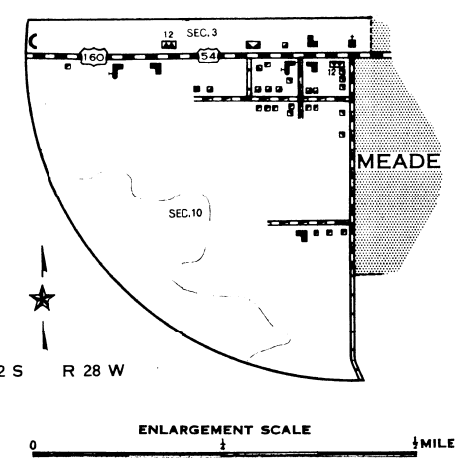 12 SEC. 3
160 54
12
MEADE
SEC.10
2 S R 28 W
ENLARGEMENT SCALE
0 ¼ ½ MILE